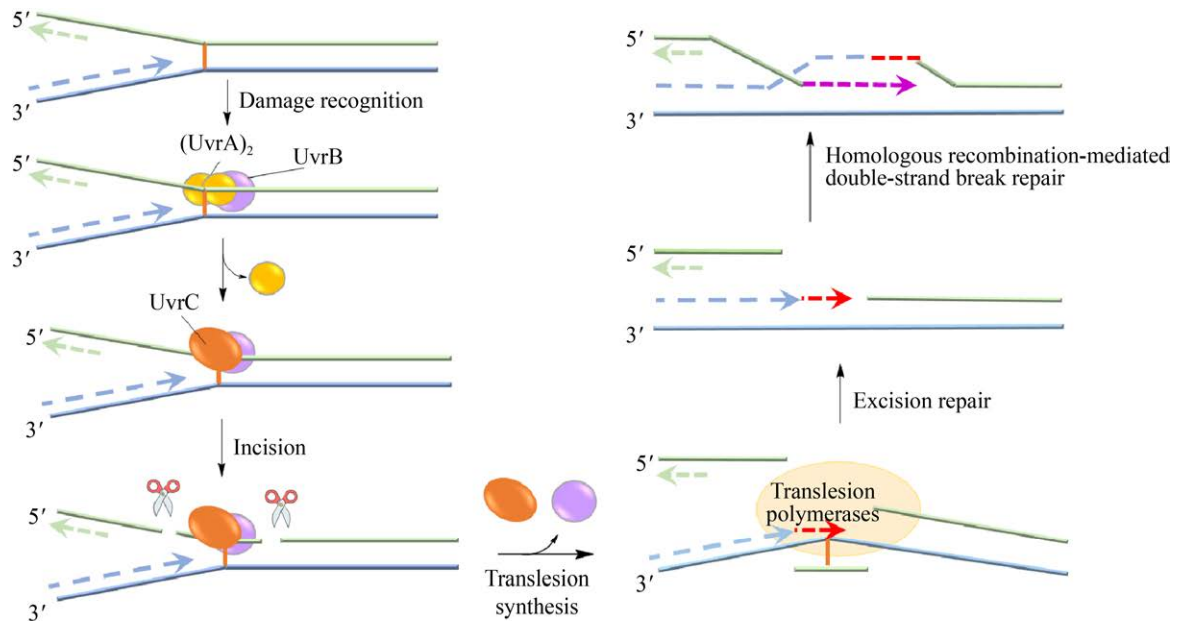 5′
3′
Damage recognition
(UvrA)₂
UvrB
5′
3′
UvrC
5′
3′
Incision
5′
3′
Translesion
synthesis
5′
3′
Homologous recombination-mediated
double-strand break repair
5′
3′
Excision repair
5′
Translesion
polymerases
3′